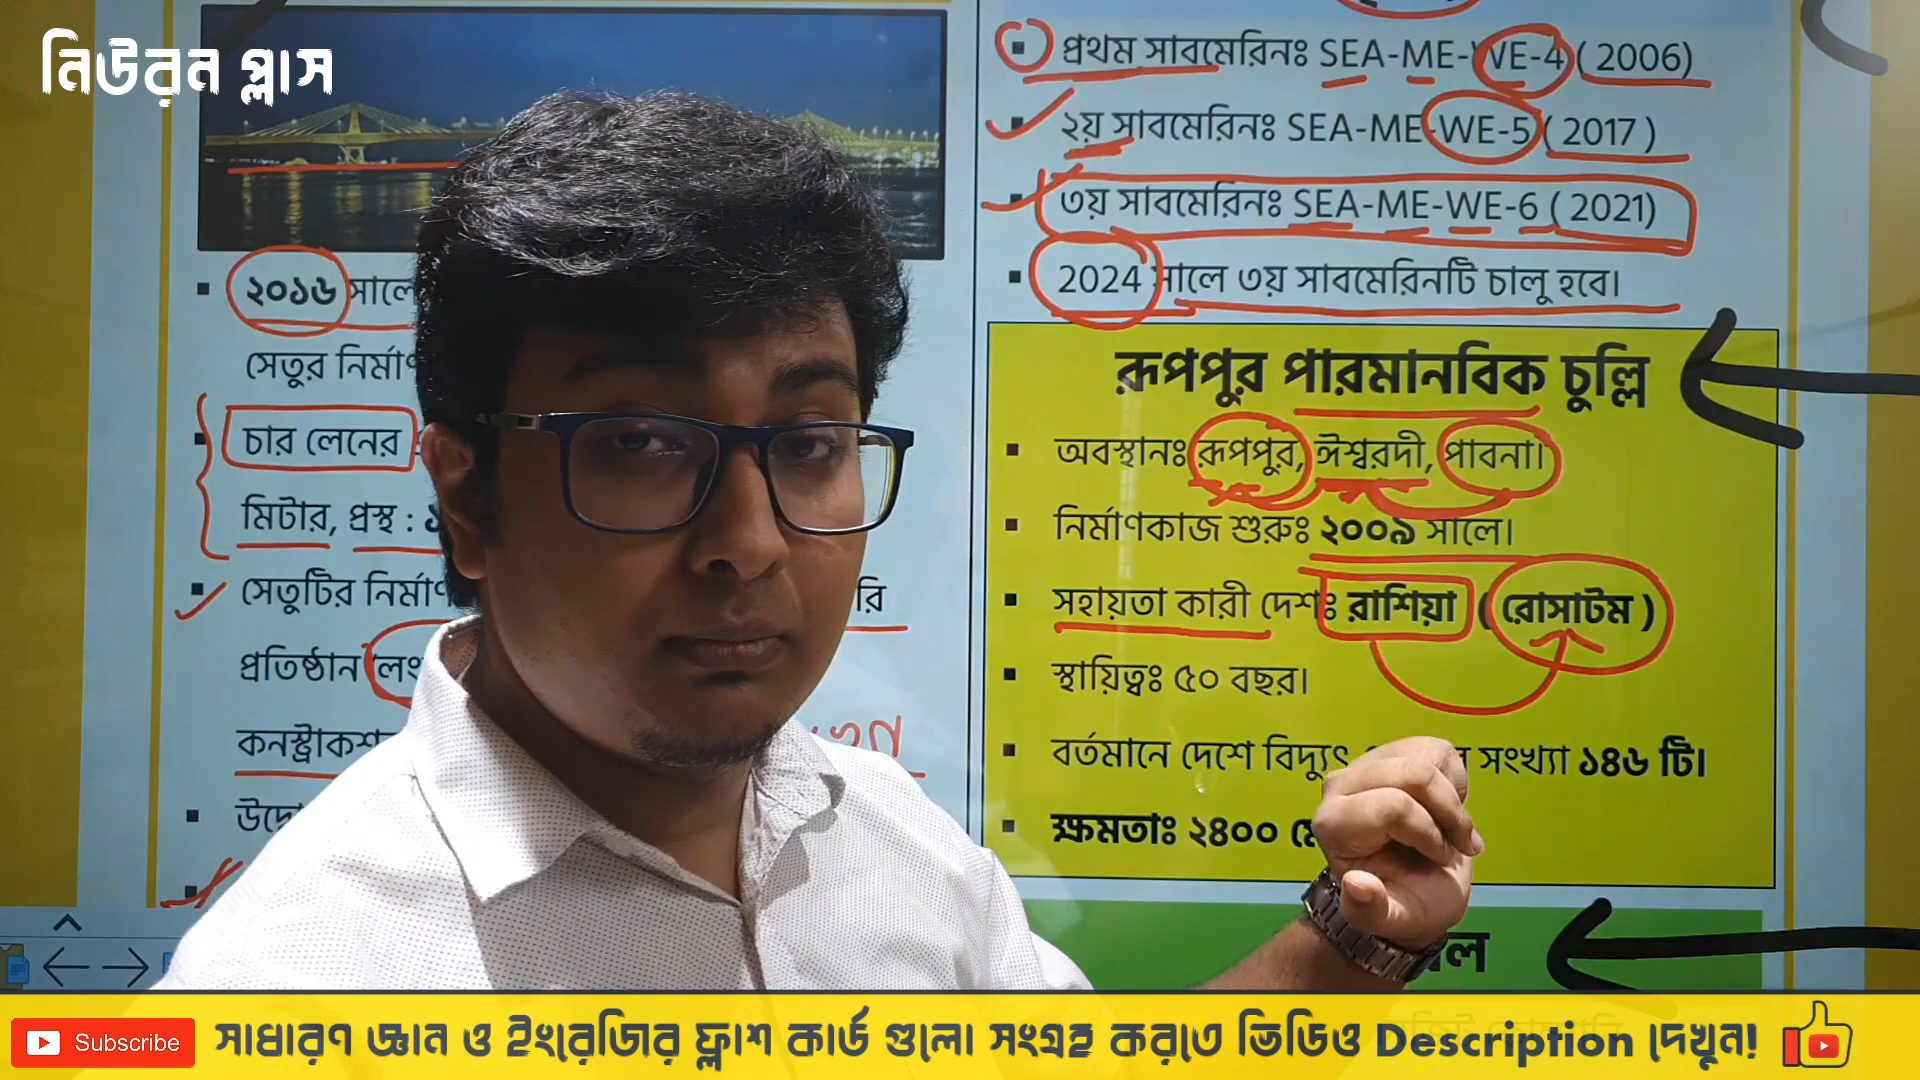 নিউরন প্লাস
২০১৬ সালে
সেতুর নির্মাণ
চার লেনের
মিটার, প্রস্থ :
সেতুটির নির্মাণ
রি
প্রতিষ্ঠান
প্রথম সাবমেরিনঃ SEA-ME-WE-4 ( 2006)
২য় সাবমেরিনঃ SEA-ME-WE-5 ( 2017 )
৩য় সাবমেরিনঃ SEA-ME-WE-6 ( 2021)
2024 সালে ৩য় সাবমেরিনটি চালু হবে।
রূপপুর পারমানবিক চুল্লি
অবস্থানঃ রূপপুর, ঈশ্বরদী, পাবনা।
নির্মাণকাজ শুরুঃ ২০০৯ সালে।
সহায়তা কারী দেশঃ রাশিয়া ( রোসাটম )
স্থায়িত্বঃ ৫০ বছর।
বর্তমানে দেশে বিদ্যুৎ সংখ্যা ১৪৬ টি।
ক্ষমতাঃ ২৪০০
Subscribe
সাধারণ জ্ঞান ও ইংরেজির ফ্লাশ কার্ড গুলো সংগ্রহ করতে ভিডিও Description দেখুন!